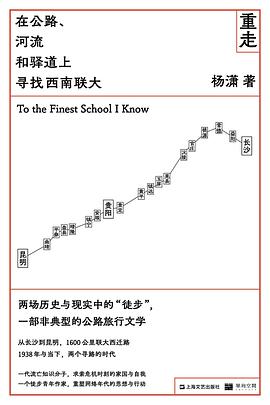 在公路、
河流
和驿道上
寻找西南联大
重走
杨潇 著
To the Finest School I Know
长沙
贵阳
昆明
两场历史与现实中的“徒步”，
一部非典型的公路旅行文学
从长沙到昆明，1600公里联大西迁路
1938年与当下，两个寻路的时代
一代流亡知识分子，求索危机时刻的家国与自我
一个徒步青年作家，重塑网络年代的思想与行动
上海文艺出版社
单向空间